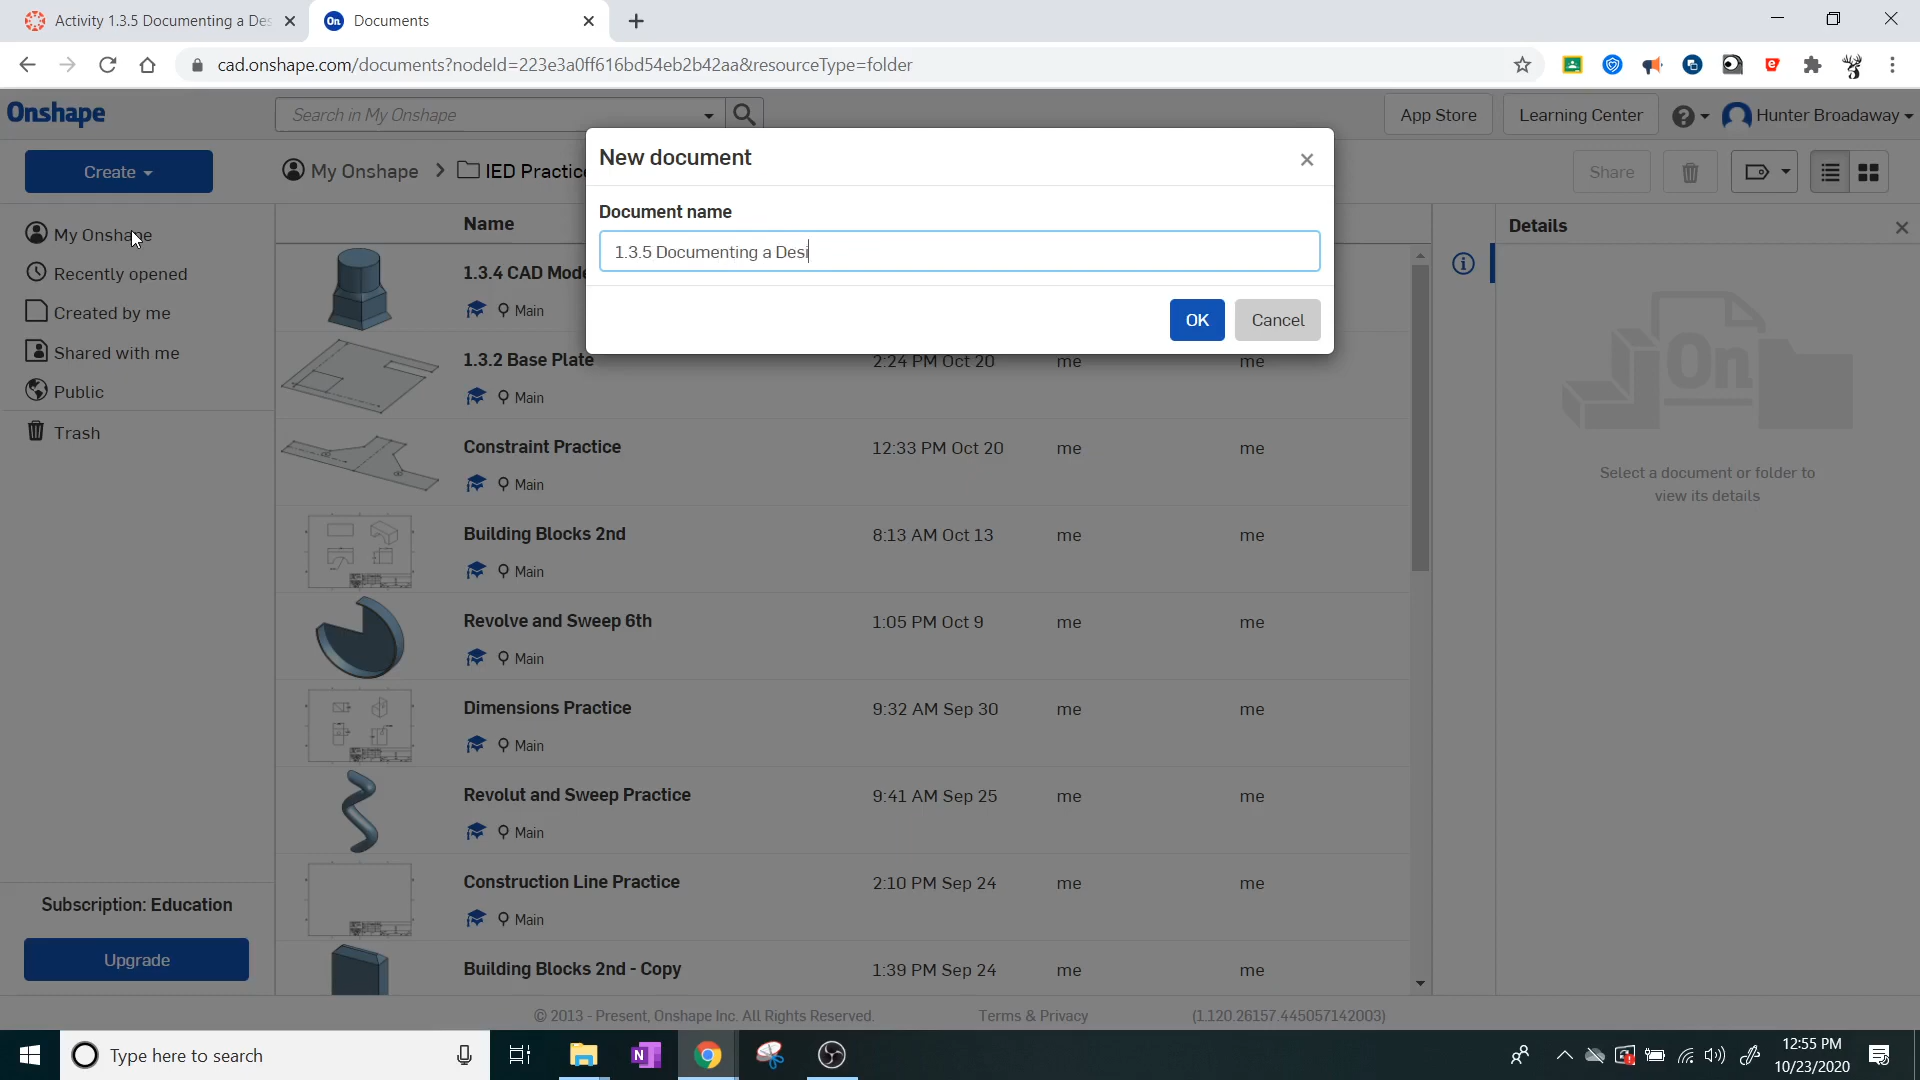 Activity 1.3.5 Documenting a Des
Documents
cad.onshape.com/documents?nodeId=223e3a0ff616bd54eb2b42aa&resourceType=folder
Onshape
Search in My Onshape
App Store
Learning Center
Hunter Broadaway
Create
My Onshape
IED Practice
Share
New document
Document name
1.3.5 Documenting a Desi
OK
Cancel
My Onshape
Recently opened
Created by me
Shared with me
Public
Trash
Subscription: Education
Upgrade
Name
1.3.4 CAD Mode
Main
1.3.2 Base Plate 2:24 PM Oct 20 me me
Main
Constraint Practice 12:33 PM Oct 20 me me
Main
Building Blocks 2nd 8:13 AM Oct 13 me me
Main
Revolve and Sweep 6th 1:05 PM Oct 9 me me
Main
Dimensions Practice 9:32 AM Sep 30 me me
Main
Revolut and Sweep Practice 9:41 AM Sep 25 me me
Main
Construction Line Practice 2:10 PM Sep 24 me me
Main
Building Blocks 2nd - Copy 1:39 PM Sep 24 me me
Details
On
Select a document or folder to
view its details
© 2013 - Present, Onshape Inc. All Rights Reserved. Terms & Privacy (1.120.26157.445057142003)
Type here to search
12:55 PM
10/23/2020